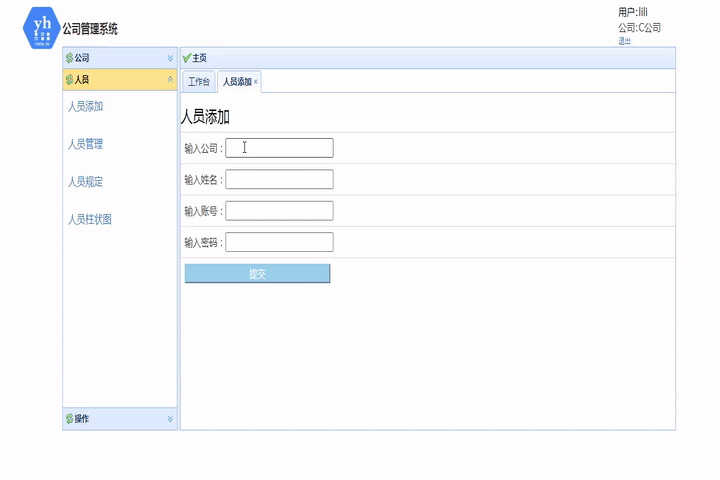 yh
公司管理系统
用户:lili
公司:C公司
退出
公司
人员
人员添加
人员管理
人员规定
人员柱状图
操作
主页
工作台
人员添加 ×
人员添加
输入公司：
输入姓名：
输入账号：
输入密码：
提交